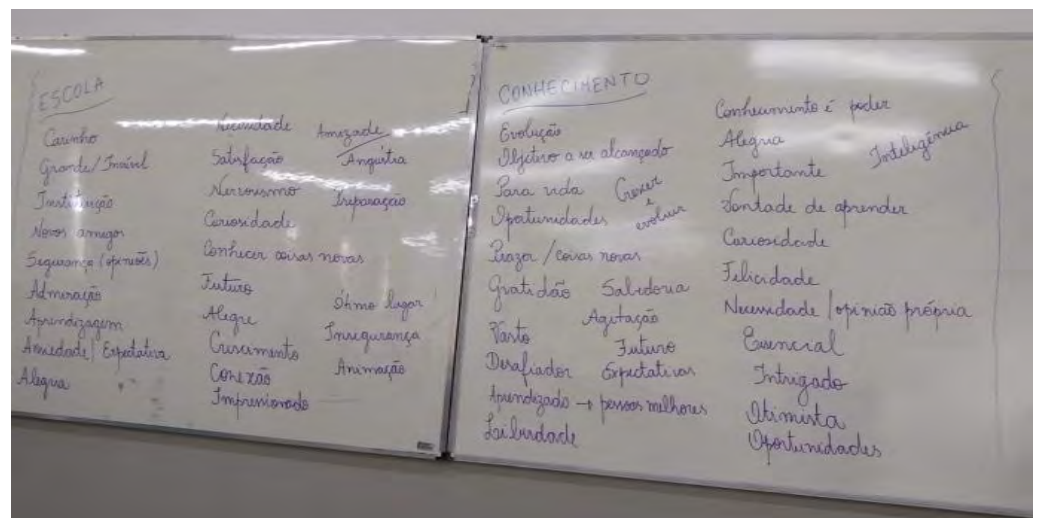 ESCOLA
Carinho
Grande/Incrível
Instituição
Novos amigos
Segurança (opiniões)
Admiração
Aprendizagem
Ansiedade/Expectativa
Alegria
Necessidade
Satisfação
Nervosismo
Curiosidade
Conhecer coisas novas
Futuro
Alegre
Crescimento
Conexão
Impressionado
Amizade
Angústia
Preparação
Ótimo lugar
Insegurança
Animação
CONHECIMENTO
Evolução
Objetivo a ser alcançado
Para vida
Oportunidades
Crescer
e
evoluir
Prazer/coisas novas
Gratidão
Sabedoria
Agitação
Vasto
Futuro
Desafiador
Expectativas
Aprendizado → pessoas melhores
Liberdade
Conhecimento é poder
Alegria
Inteligência
Importante
Vontade de aprender
Curiosidade
Felicidade
Necessidade/opinião própria
Essencial
Intrigado
Otimista
Oportunidades